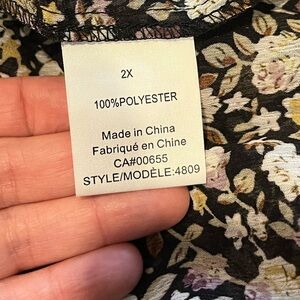 2X
100%POLYESTER
Made in China
Fabriqué en Chine
CA#00655
STYLE/MODÈLE:4809